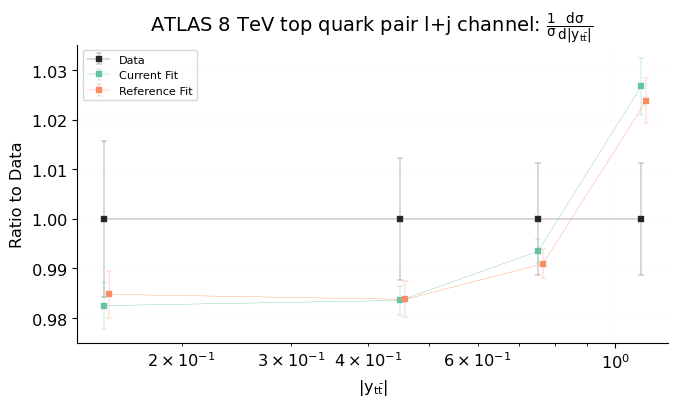 ATLAS 8 TeV top quark pair l+j channel: 1/σ dσ/d|y_tt̄|
Data
Current Fit
Reference Fit
Ratio to Data
1.03
1.02
1.01
1.00
0.99
0.98
2 × 10⁻¹
3 × 10⁻¹
4 × 10⁻¹
6 × 10⁻¹
10⁰
|y_tt̄|